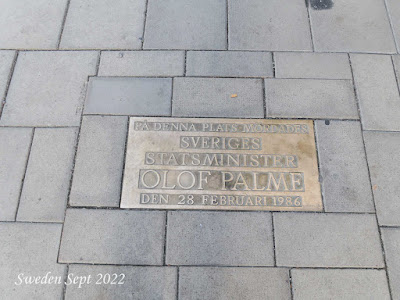 PÅ DENNA PLATS MÖRDADES
SVERIGES
STATSMINISTER
OLOF PALME
DEN 28 FEBRUARI 1986
Sweden Sept 2022